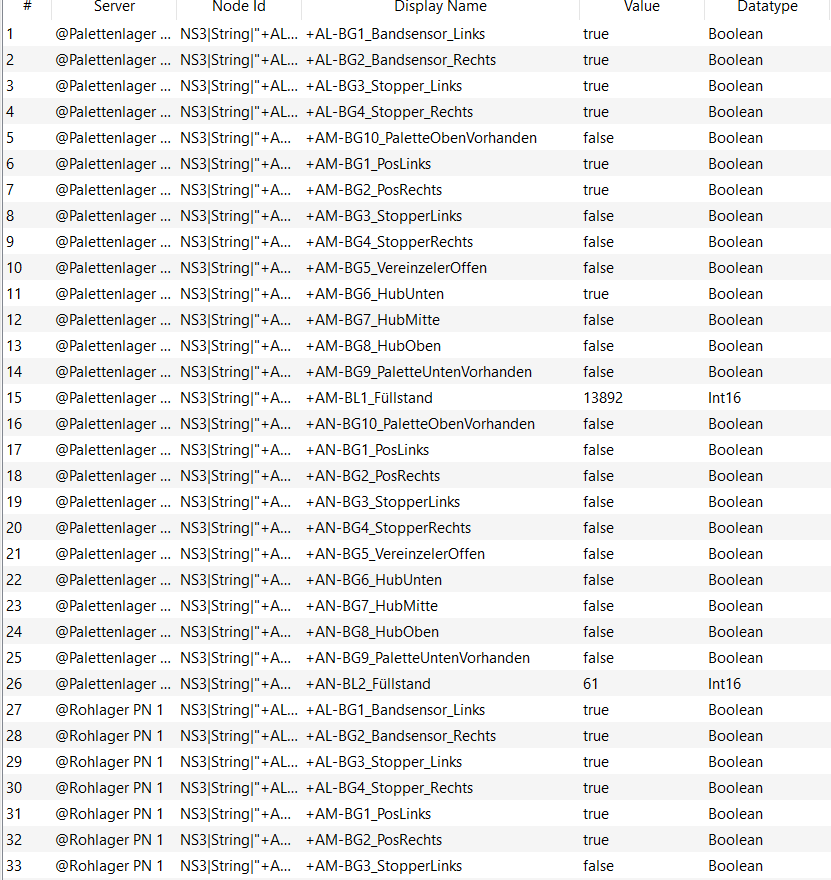 # Server Node Id Display Name Value Datatype
1 @Palettenlager ... NS3|String|"+AL... +AL-BG1_Bandsensor_Links true Boolean
2 @Palettenlager ... NS3|String|"+AL... +AL-BG2_Bandsensor_Rechts true Boolean
3 @Palettenlager ... NS3|String|"+AL... +AL-BG3_Stopper_Links true Boolean
4 @Palettenlager ... NS3|String|"+AL... +AL-BG4_Stopper_Rechts true Boolean
5 @Palettenlager ... NS3|String|"+A... +AM-BG10_PaletteObenVorhanden false Boolean
6 @Palettenlager ... NS3|String|"+A... +AM-BG1_PosLinks true Boolean
7 @Palettenlager ... NS3|String|"+A... +AM-BG2_PosRechts true Boolean
8 @Palettenlager ... NS3|String|"+A... +AM-BG3_StopperLinks false Boolean
9 @Palettenlager ... NS3|String|"+A... +AM-BG4_StopperRechts false Boolean
10 @Palettenlager ... NS3|String|"+A... +AM-BG5_VereinzelerOffen false Boolean
11 @Palettenlager ... NS3|String|"+A... +AM-BG6_HubUnten true Boolean
12 @Palettenlager ... NS3|String|"+A... +AM-BG7_HubMitte false Boolean
13 @Palettenlager ... NS3|String|"+A... +AM-BG8_HubOben false Boolean
14 @Palettenlager ... NS3|String|"+A... +AM-BG9_PaletteUntenVorhanden false Boolean
15 @Palettenlager ... NS3|String|"+A... +AM-BL1_Füllstand 13892 Int16
16 @Palettenlager ... NS3|String|"+A... +AN-BG10_PaletteObenVorhanden false Boolean
17 @Palettenlager ... NS3|String|"+A... +AN-BG1_PosLinks false Boolean
18 @Palettenlager ... NS3|String|"+A... +AN-BG2_PosRechts false Boolean
19 @Palettenlager ... NS3|String|"+A... +AN-BG3_StopperLinks false Boolean
20 @Palettenlager ... NS3|String|"+A... +AN-BG4_StopperRechts false Boolean
21 @Palettenlager ... NS3|String|"+A... +AN-BG5_VereinzelerOffen false Boolean
22 @Palettenlager ... NS3|String|"+A... +AN-BG6_HubUnten false Boolean
23 @Palettenlager ... NS3|String|"+A... +AN-BG7_HubMitte false Boolean
24 @Palettenlager ... NS3|String|"+A... +AN-BG8_HubOben false Boolean
25 @Palettenlager ... NS3|String|"+A... +AN-BG9_PaletteUntenVorhanden false Boolean
26 @Palettenlager ... NS3|String|"+A... +AN-BL2_Füllstand 61 Int16
27 @Rohlager PN 1 NS3|String|"+AL... +AL-BG1_Bandsensor_Links true Boolean
28 @Rohlager PN 1 NS3|String|"+AL... +AL-BG2_Bandsensor_Rechts true Boolean
29 @Rohlager PN 1 NS3|String|"+AL... +AL-BG3_Stopper_Links true Boolean
30 @Rohlager PN 1 NS3|String|"+AL... +AL-BG4_Stopper_Rechts true Boolean
31 @Rohlager PN 1 NS3|String|"+A... +AM-BG1_PosLinks true Boolean
32 @Rohlager PN 1 NS3|String|"+A... +AM-BG2_PosRechts true Boolean
33 @Rohlager PN 1 NS3|String|"+A... +AM-BG3_StopperLinks false Boolean